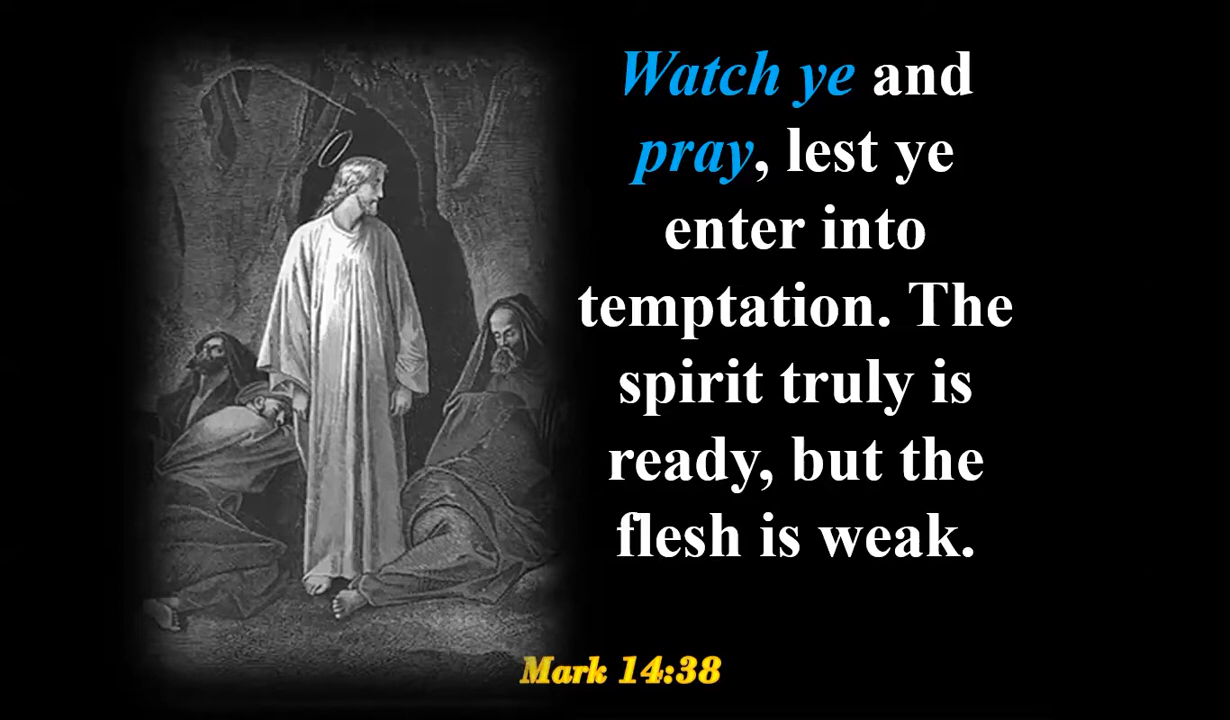 Watch ye and
pray, lest ye
enter into
temptation. The
spirit truly is
ready, but the
flesh is weak.
Mark 14:38